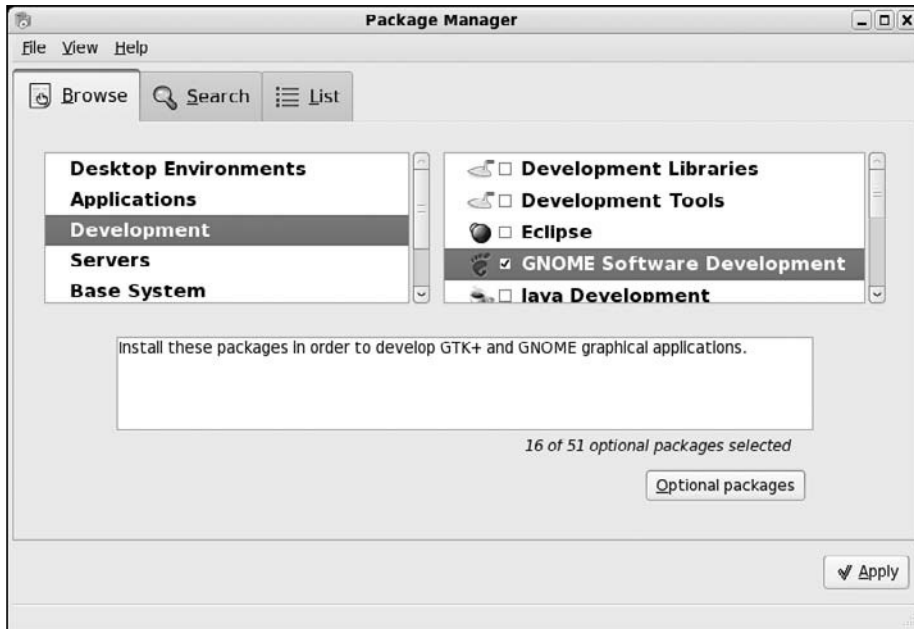 Package Manager
File View Help
Browse Search List
Desktop Environments
Applications
Development
Servers
Base System
Development Libraries
Development Tools
Eclipse
GNOME Software Development
Java Development
Install these packages in order to develop GTK+ and GNOME graphical applications.
16 of 51 optional packages selected
Optional packages
Apply